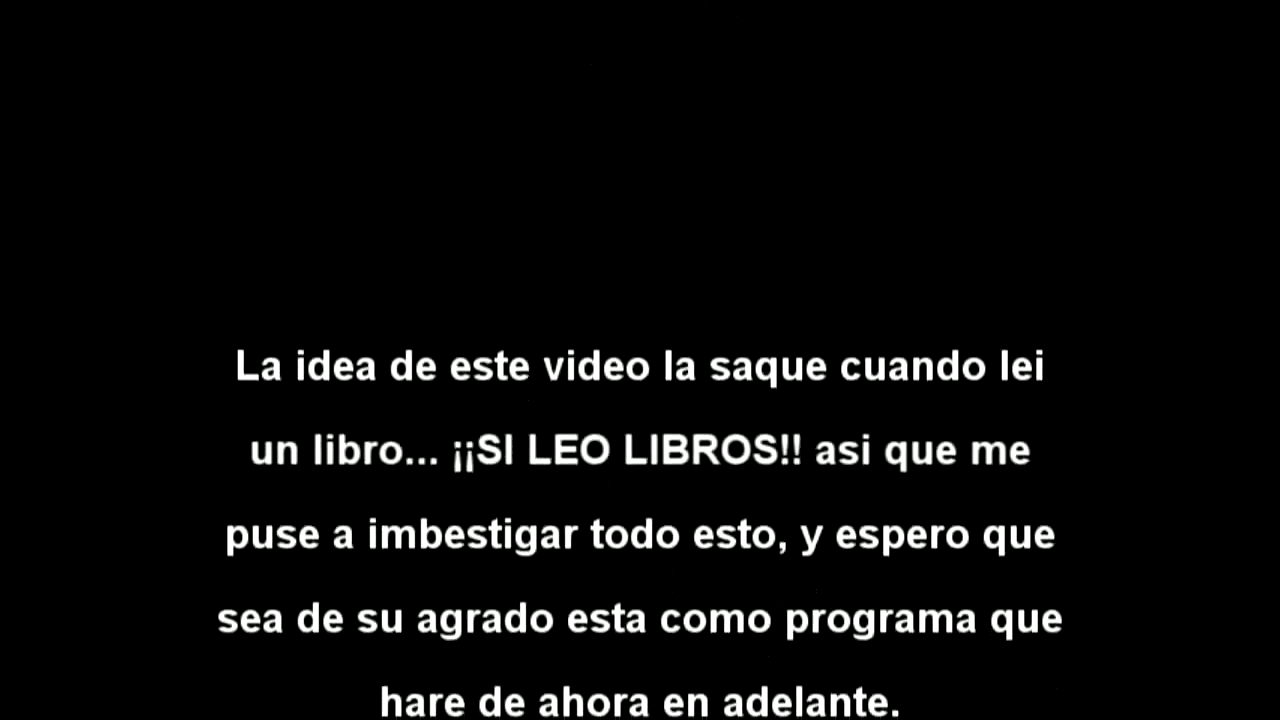 La idea de este video la saque cuando lei
un libro... ¡¡SI LEO LIBROS!! asi que me
puse a imbestigar todo esto, y espero que
sea de su agrado esta como programa que
hare de ahora en adelante.